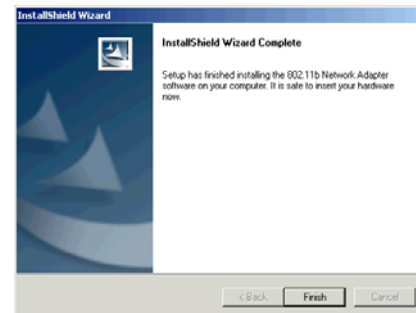 InstallShield Wizard
InstallShield Wizard Complete
Setup has finished installing the 802.11b Network Adapter
software on your computer. It is safe to insert your hardware
now.
< Back
Finish
Cancel